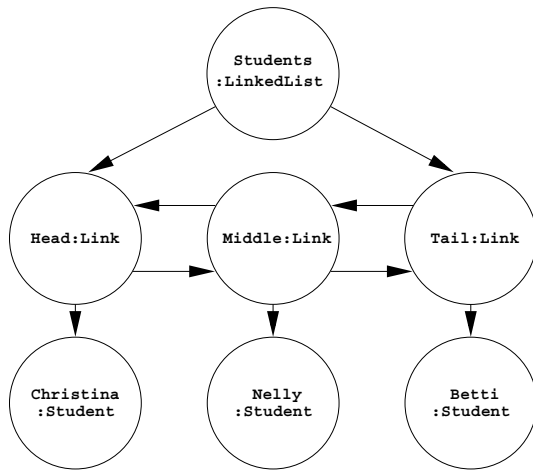 Students
:LinkedList
Head:Link
Middle:Link
Tail:Link
Christina
:Student
Nelly
:Student
Betti
:Student